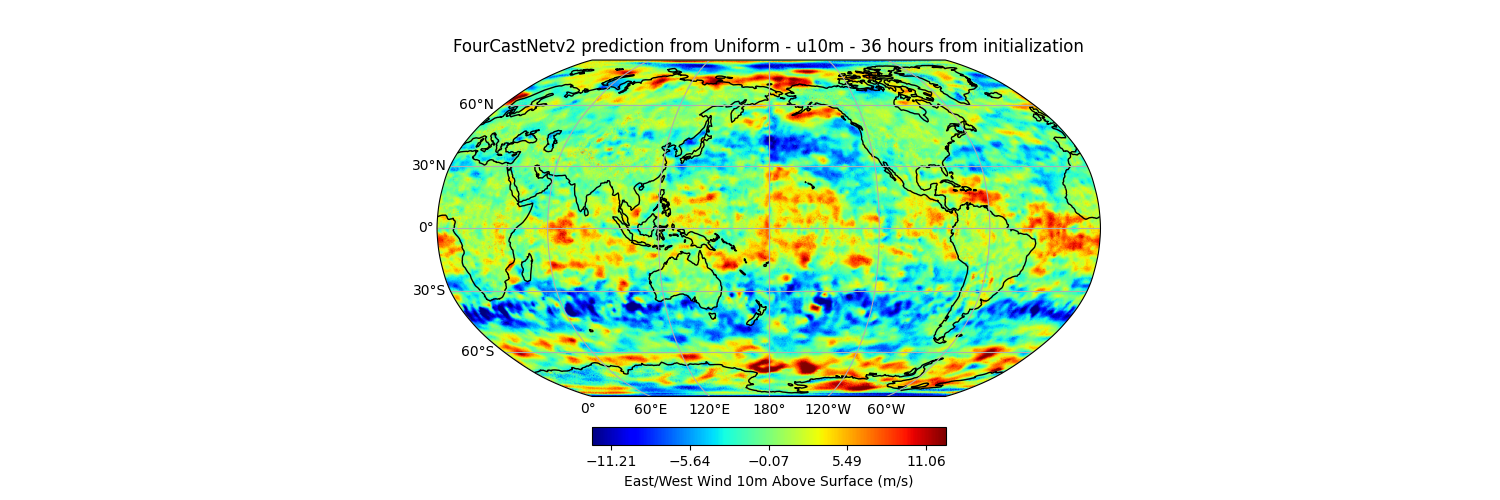 FourCastNetv2 prediction from Uniform - u10m - 36 hours from initialization
60°N
30°N
0°
30°S
60°S
0° 60°E 120°E 180° 120°W 60°W
−11.21 −5.64 −0.07 5.49 11.06
East/West Wind 10m Above Surface (m/s)